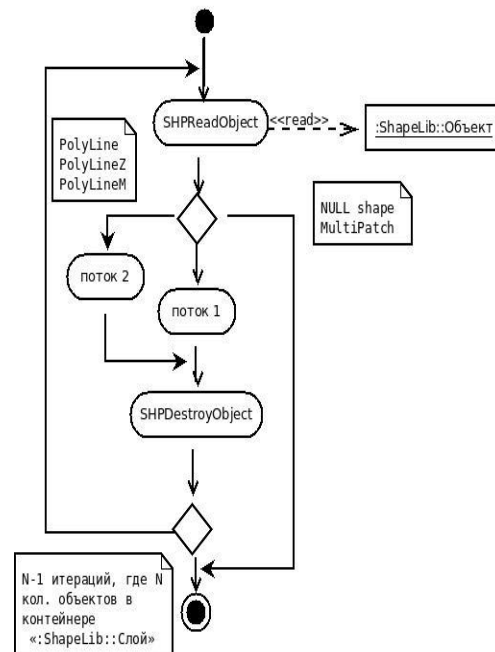 SHPReadObject
<<read>>
:ShapeLib::Объект
PolyLine
PolyLineZ
PolyLineM
NULL shape
MultiPatch
поток 2
поток 1
SHPDestroyObject
N-1 итераций, где N
кол. объектов в
контейнере
«:ShapeLib::Слой»